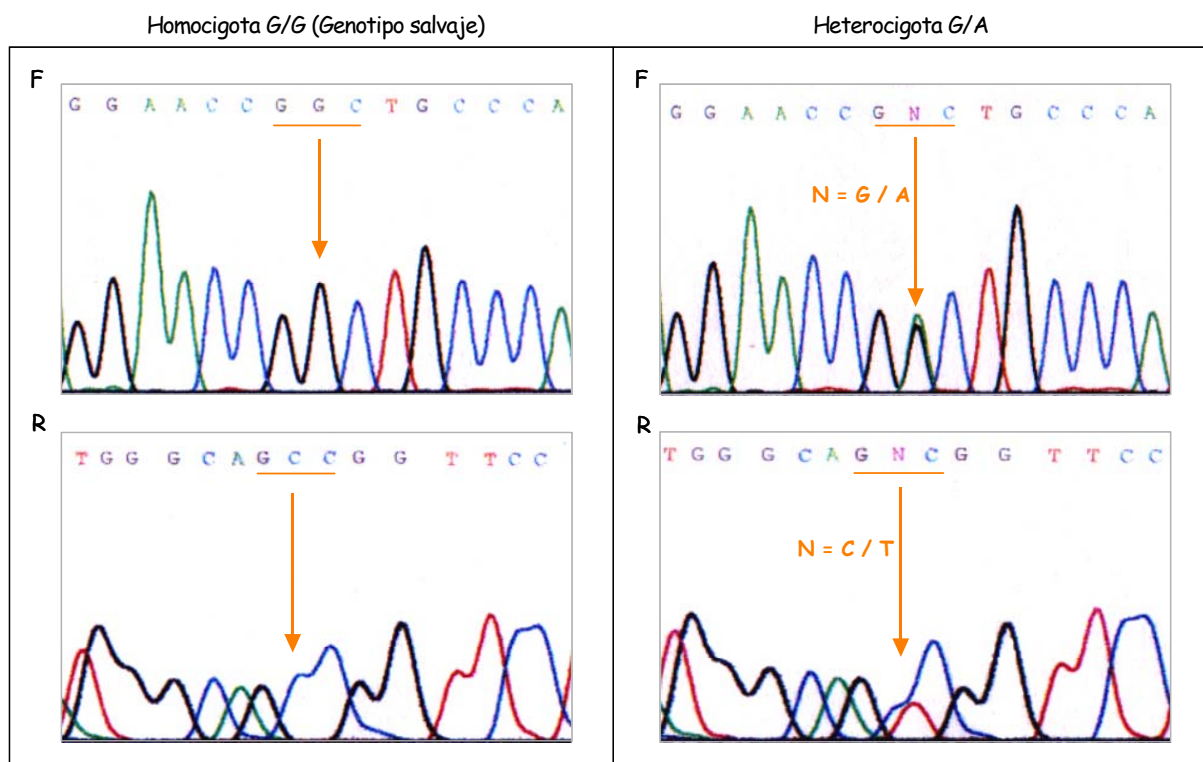 Homocigota G/G (Genotipo salvaje)
Heterocigota G/A
F
G G A A C C G G C T G C C C A
F
G G A A C C G N C T G C C C A
N = G / A
R
T G G G C A G C C G G T T C C
R
T G G G C A G N C G G T T C C
N = C / T